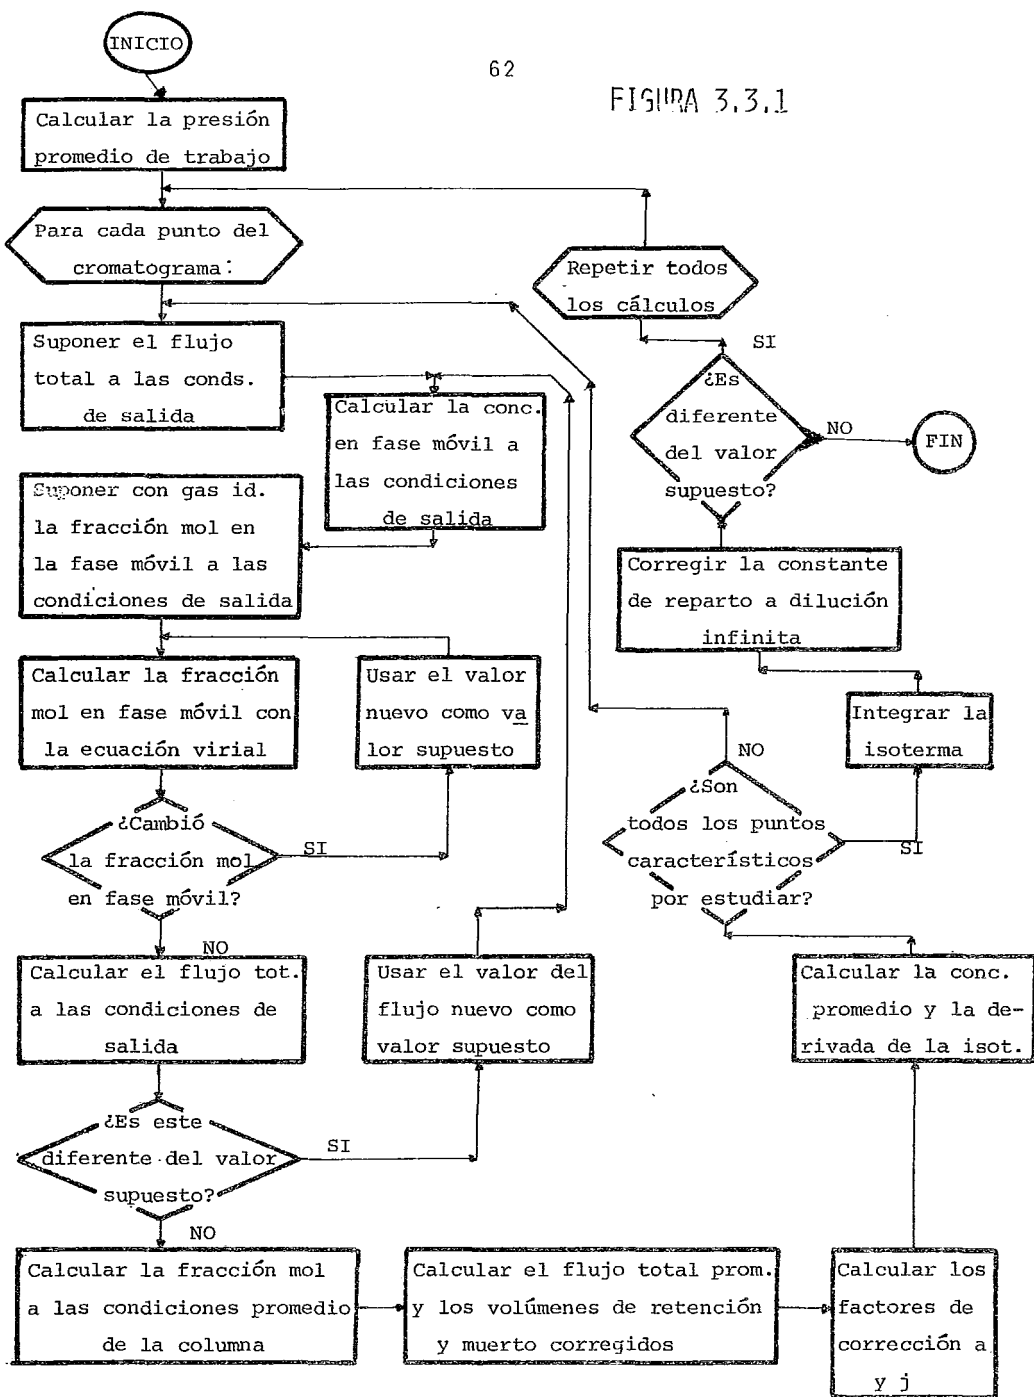 INICIO
62
FIGURA 3.3.1
Calcular la presión
promedio de trabajo
Para cada punto del
cromatograma:
Suponer el flujo
total a las conds.
de salida
Calcular la conc.
en fase móvil a
las condiciones
de salida
Suponer con gas id.
la fracción mol en
la fase móvil a las
condiciones de salida
Calcular la fracción
mol en fase móvil con
la ecuación virial
Usar el valor
nuevo como va
lor supuesto
¿Cambió
la fracción mol
en fase móvil?
SI
NO
Calcular el flujo tot.
a las condiciones de
salida
Usar el valor del
flujo nuevo como
valor supuesto
¿Es este
diferente del valor
supuesto?
SI
NO
Calcular la fracción mol
a las condiciones promedio
de la columna
Calcular el flujo total prom.
y los volúmenes de retención
y muerto corregidos
Calcular los
factores de
corrección a
y j
Calcular la conc.
promedio y la de-
rivada de la isot.
¿Son
todos los puntos
característicos
por estudiar?
NO
SI
Integrar la
isoterma
Corregir la constante
de reparto a dilución
infinita
¿Es
diferente
del valor
supuesto?
SI
NO
FIN
Repetir todos
los cálculos